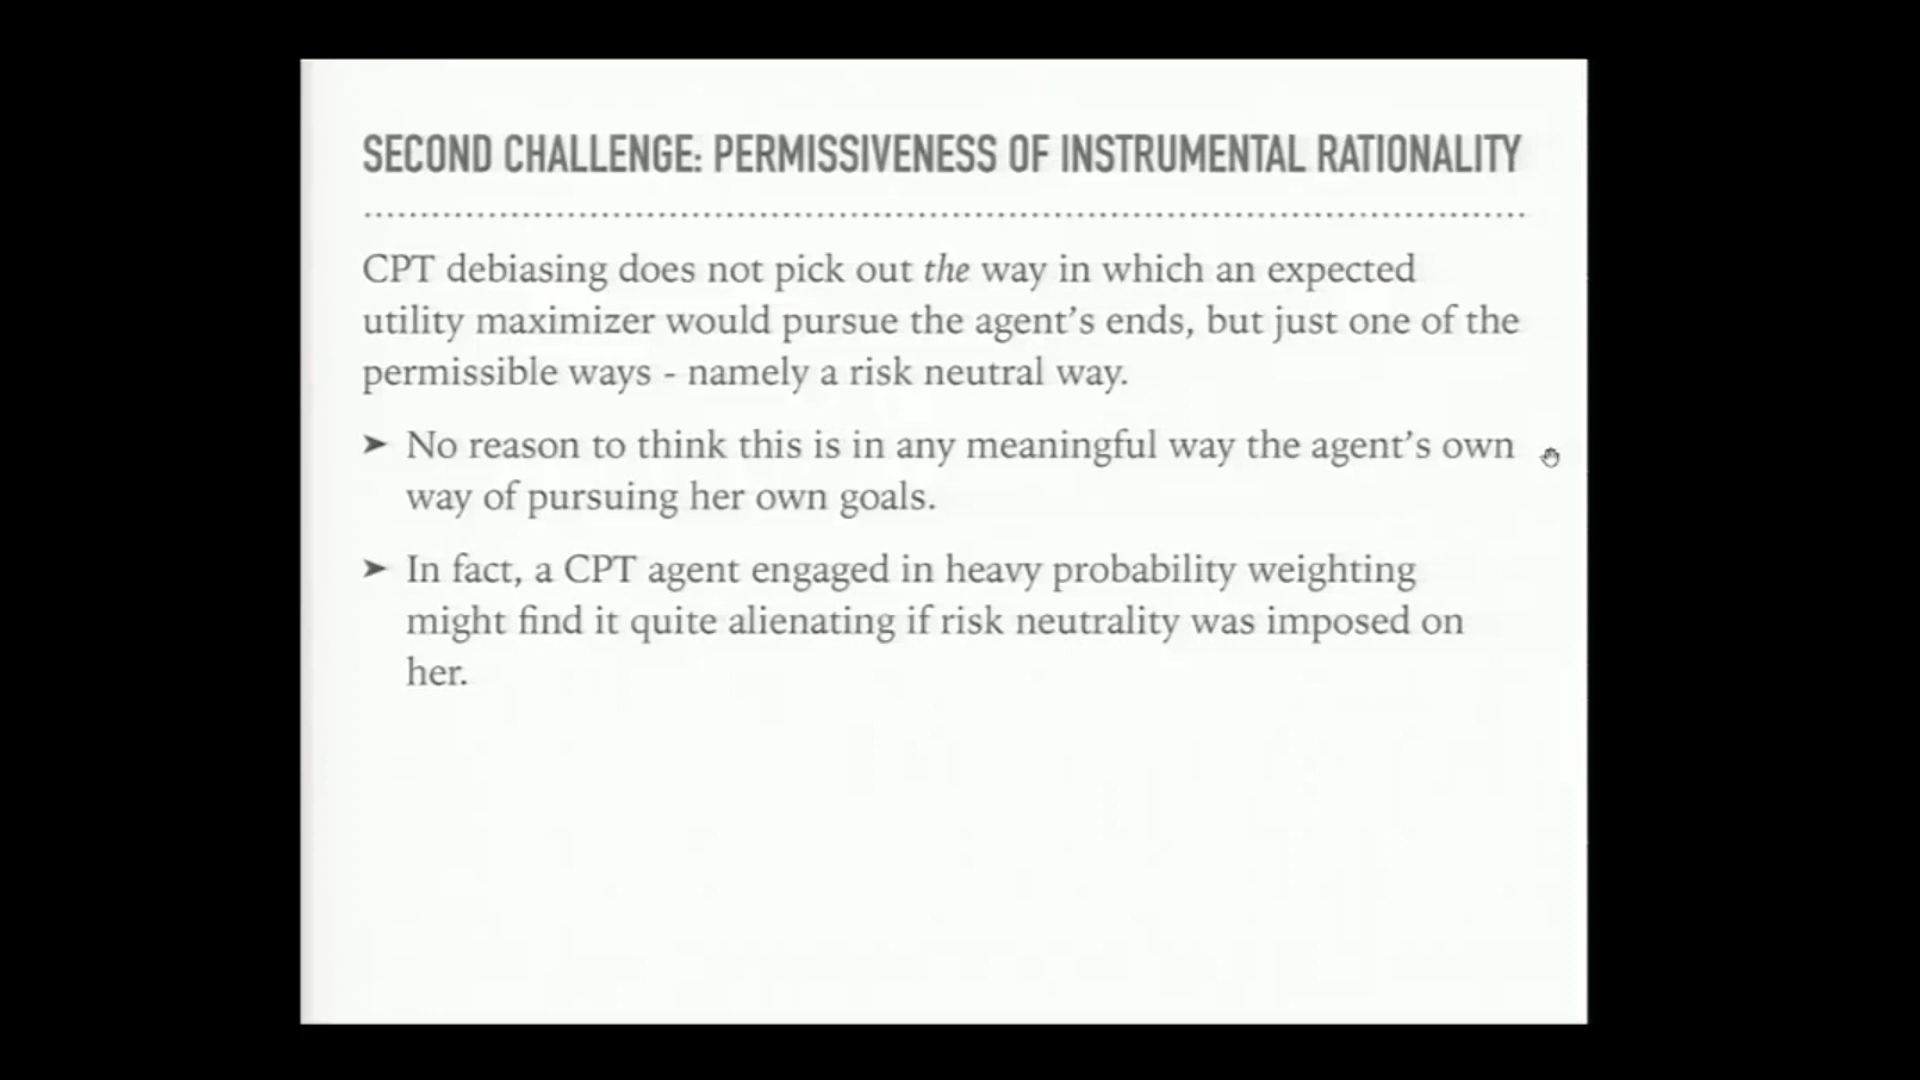 SECOND CHALLENGE: PERMISSIVENESS OF INSTRUMENTAL RATIONALITY
CPT debiasing does not pick out the way in which an expected
utility maximizer would pursue the agent's ends, but just one of the
permissible ways - namely a risk neutral way.
➤ No reason to think this is in any meaningful way the agent's own
way of pursuing her own goals.
➤ In fact, a CPT agent engaged in heavy probability weighting
might find it quite alienating if risk neutrality was imposed on
her.